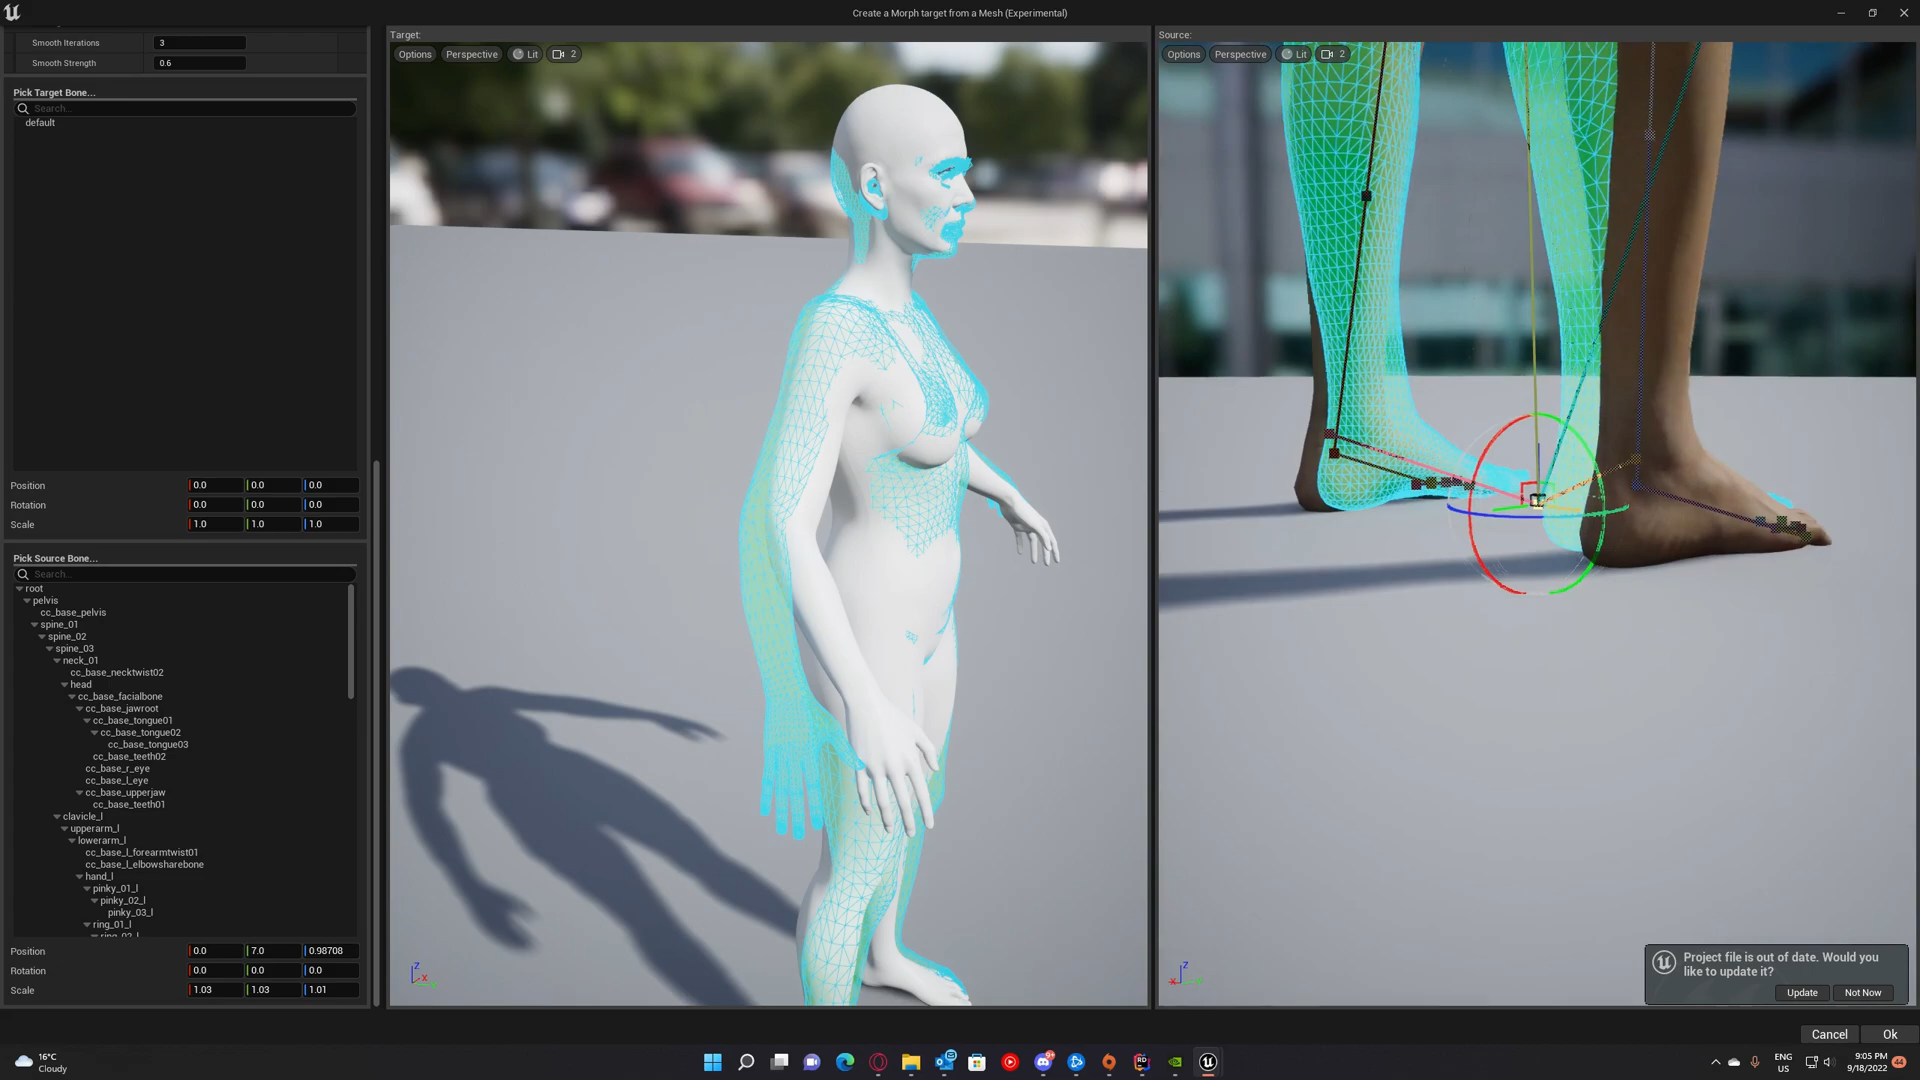 Create a Morph target from a Mesh (Experimental)
Smooth Iterations 3
Smooth Strength 0.6
Pick Target Bone...
Search...
default
Position 0.0 0.0 0.0
Rotation 0.0 0.0 0.0
Scale 1.0 1.0 1.0
Pick Source Bone...
Search...
root
pelvis
cc_base_pelvis
spine_01
spine_02
spine_03
neck_01
cc_base_necktwist02
head
cc_base_facialbone
cc_base_jawroot
cc_base_tongue01
cc_base_tongue02
cc_base_tongue03
cc_base_teeth02
cc_base_r_eye
cc_base_l_eye
cc_base_upperjaw
cc_base_teeth01
clavicle_l
upperarm_l
lowerarm_l
cc_base_l_forearmtwist01
cc_base_l_elbowsharebone
hand_l
pinky_01_l
pinky_02_l
pinky_03_l
ring_01_l
Position 0.0 7.0 0.98708
Rotation 0.0 0.0 0.0
Scale 1.03 1.03 1.01
Target:
Options Perspective Lit 2
Z
X
Source:
Options Perspective Lit 2
Z
X
Project file is out of date. Would you
like to update it?
Update Not Now
Cancel Ok
16°C
Cloudy
ENG
US
9:05 PM
9/18/2022
44